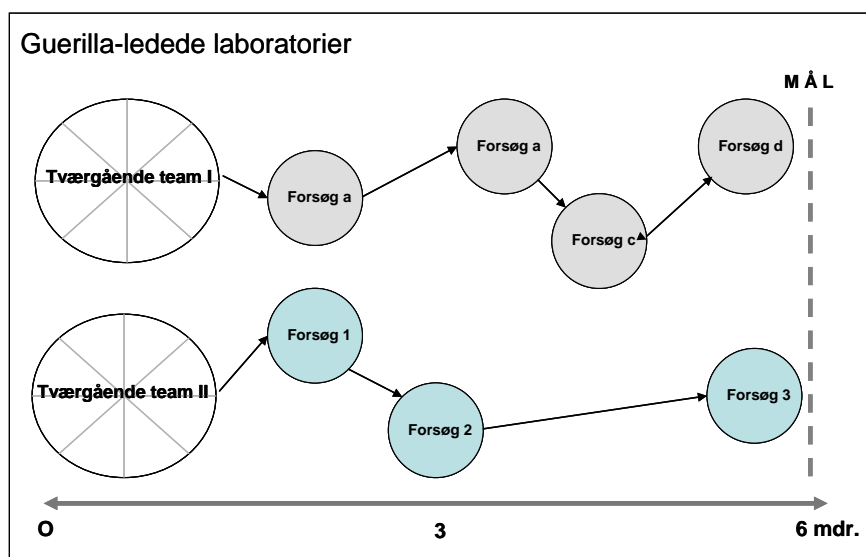 Guerilla-ledede laboratorier
MÅL
Tværgående team I
Forsøg a
Forsøg a
Forsøg c
Forsøg d
Tværgående team II
Forsøg 1
Forsøg 2
Forsøg 3
O
3
6 mdr.